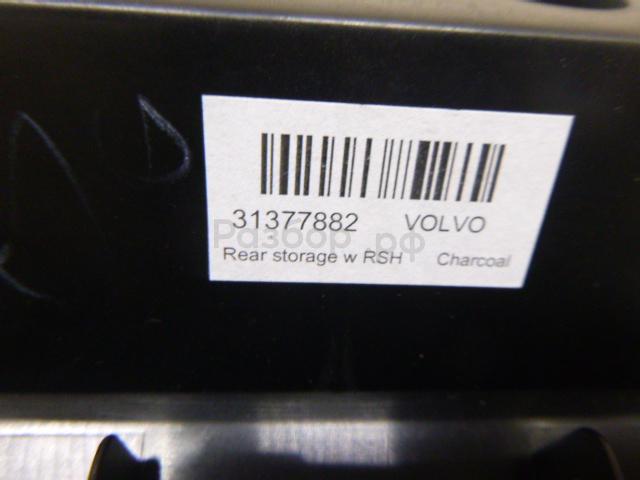 31377882 VOLVO
Разбор.рф
Rear storage w RSH Charcoal